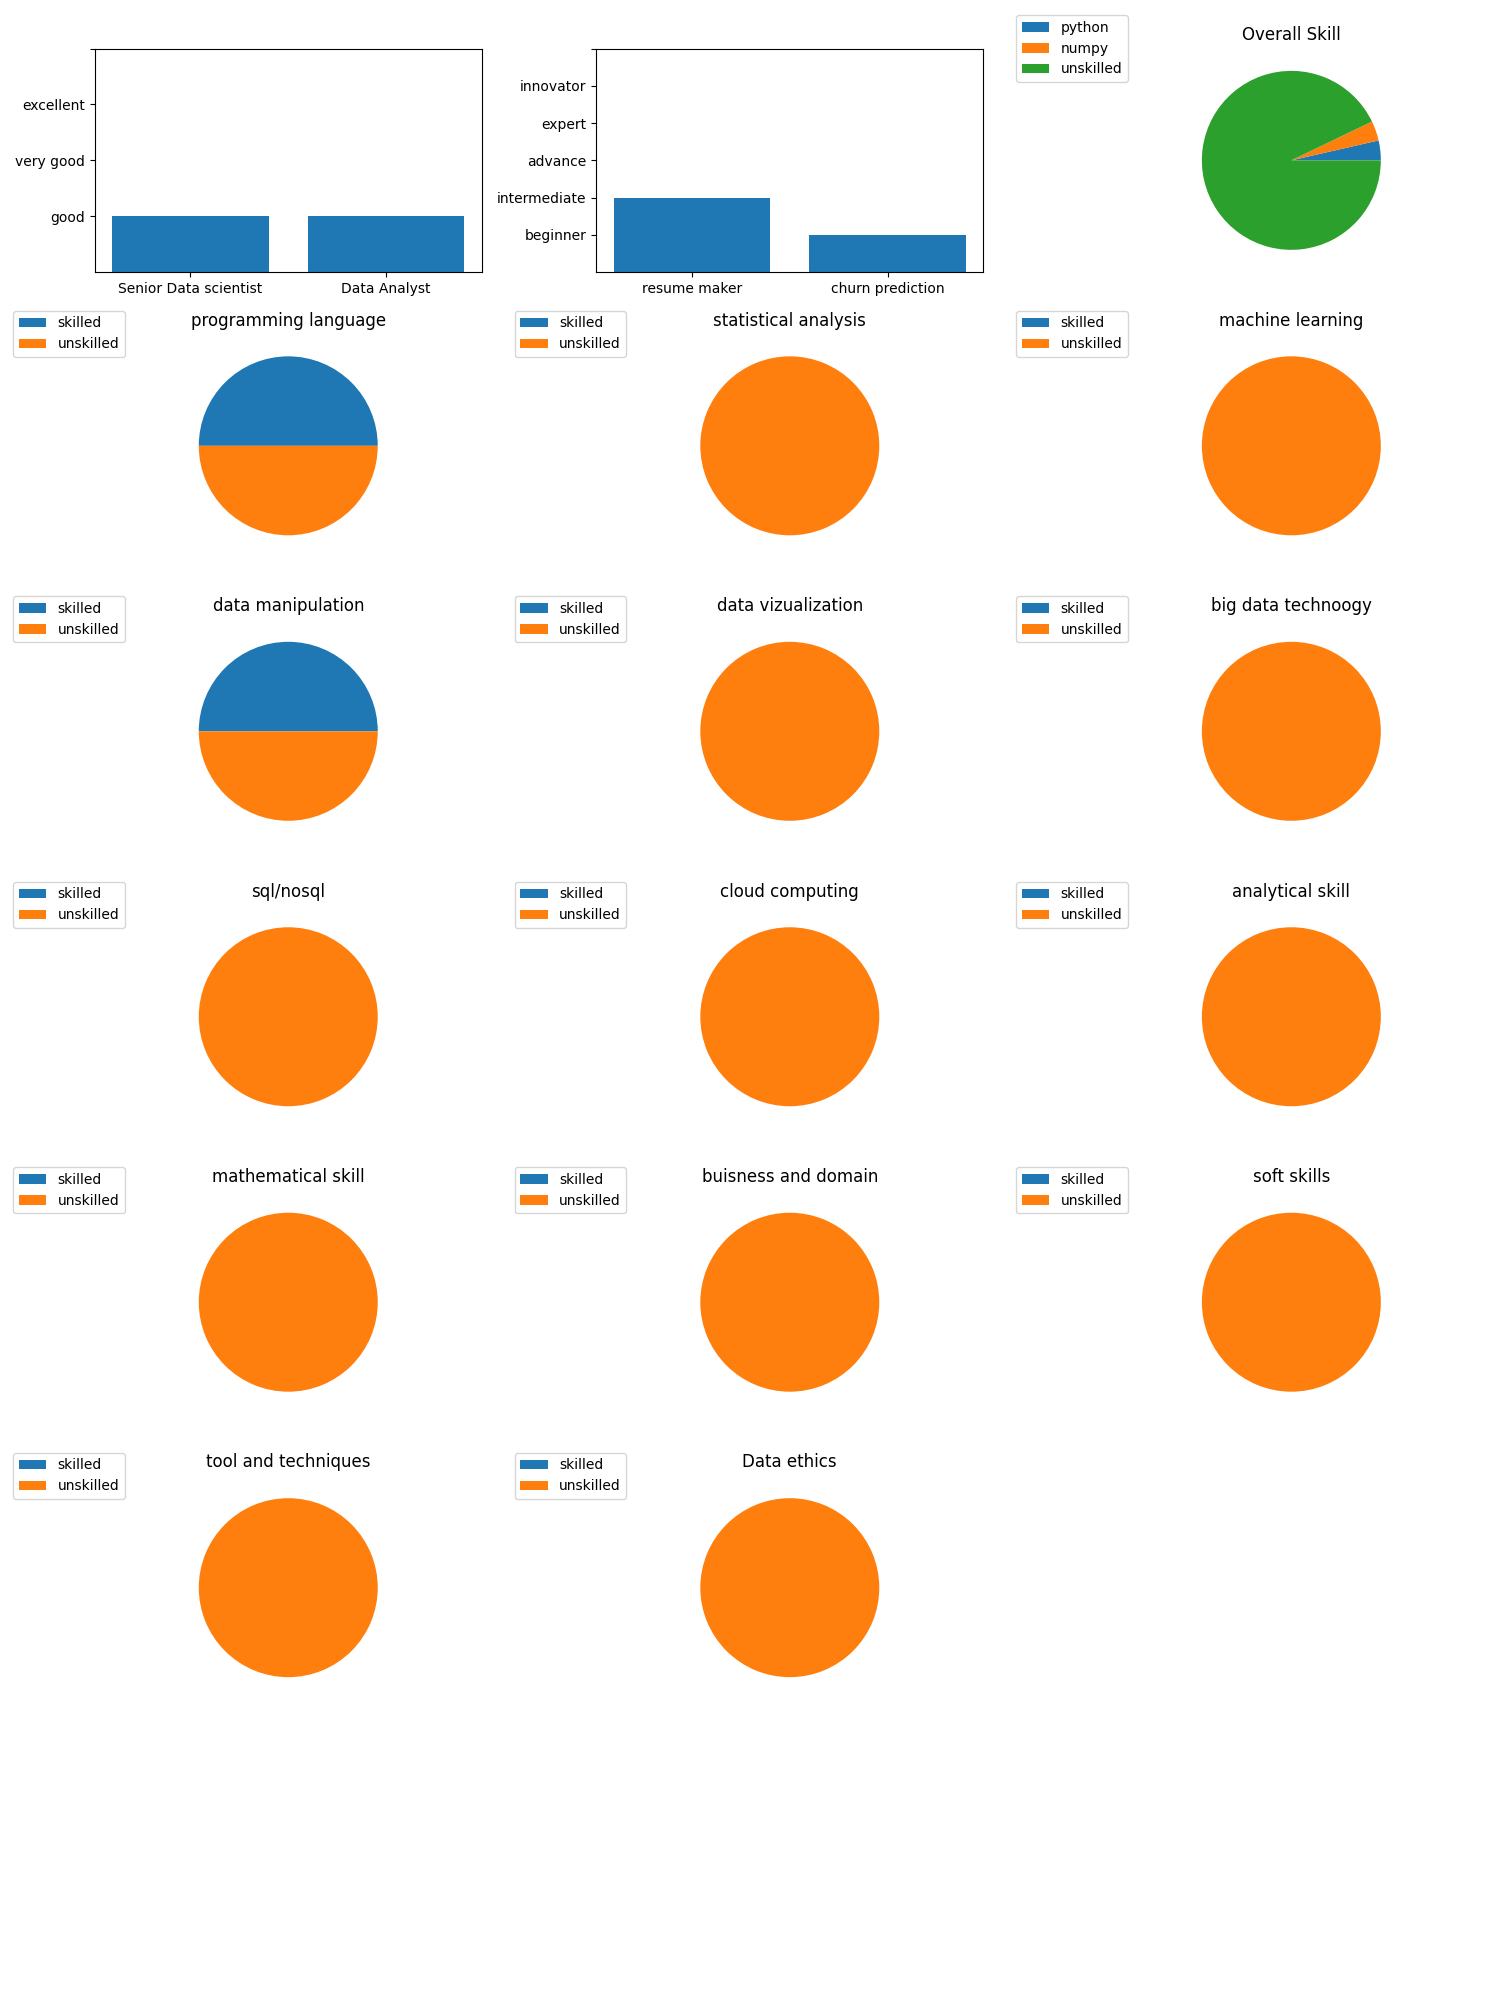 excellent
very good
good
Senior Data scientist
Data Analyst
innovator
expert
advance
intermediate
beginner
resume maker
churn prediction
Overall Skill
python
numpy
unskilled
programming language
skilled
unskilled
statistical analysis
skilled
unskilled
machine learning
skilled
unskilled
data manipulation
skilled
unskilled
data vizualization
skilled
unskilled
big data technoogy
skilled
unskilled
sql/nosql
skilled
unskilled
cloud computing
skilled
unskilled
analytical skill
skilled
unskilled
mathematical skill
skilled
unskilled
buisness and domain
skilled
unskilled
soft skills
skilled
unskilled
tool and techniques
skilled
unskilled
Data ethics
skilled
unskilled